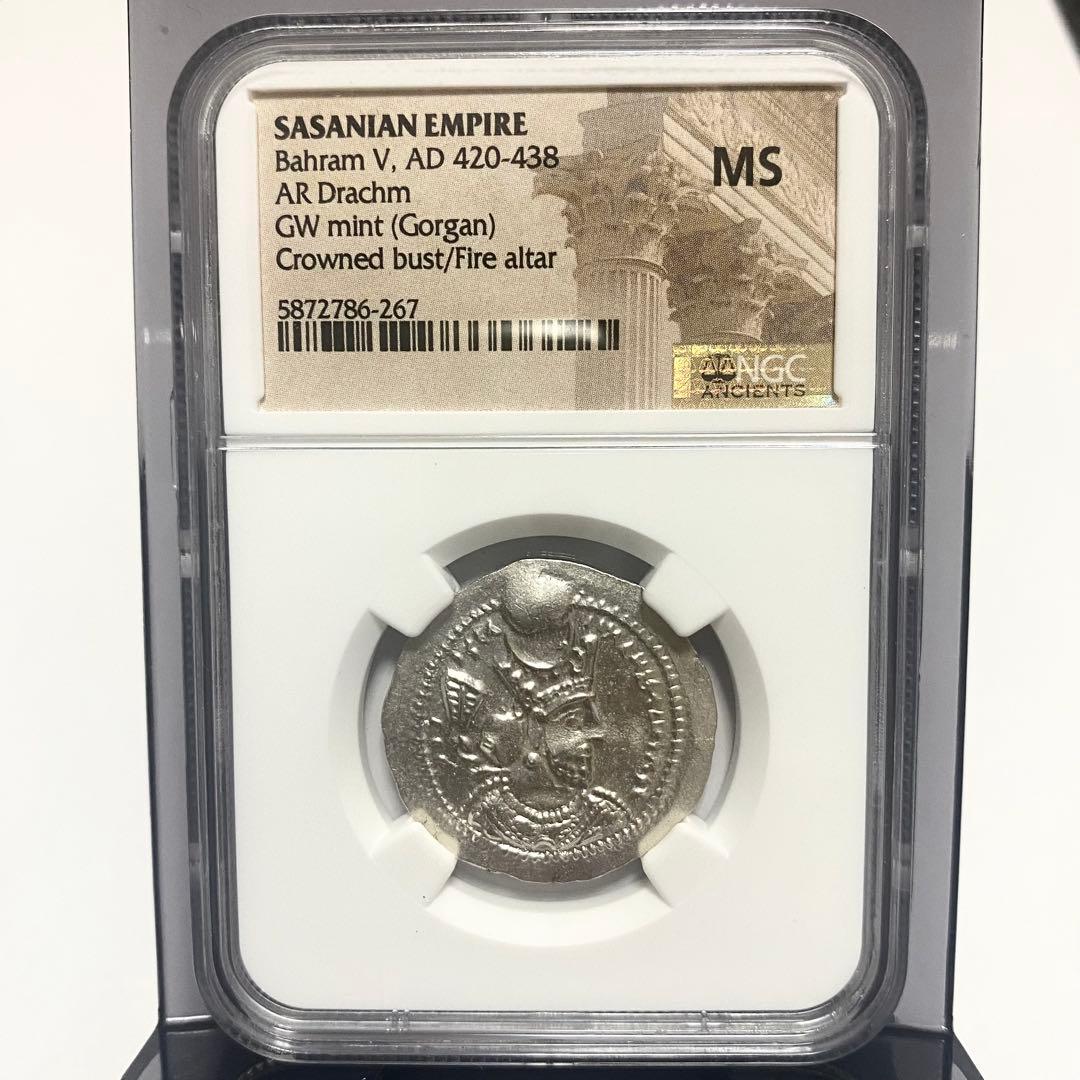 SASANIAN EMPIRE
Bahram V, AD 420-438
AR Drachm
GW mint (Gorgan)
Crowned bust/Fire altar
5872786-267
MS
NGC
ANCIENTS